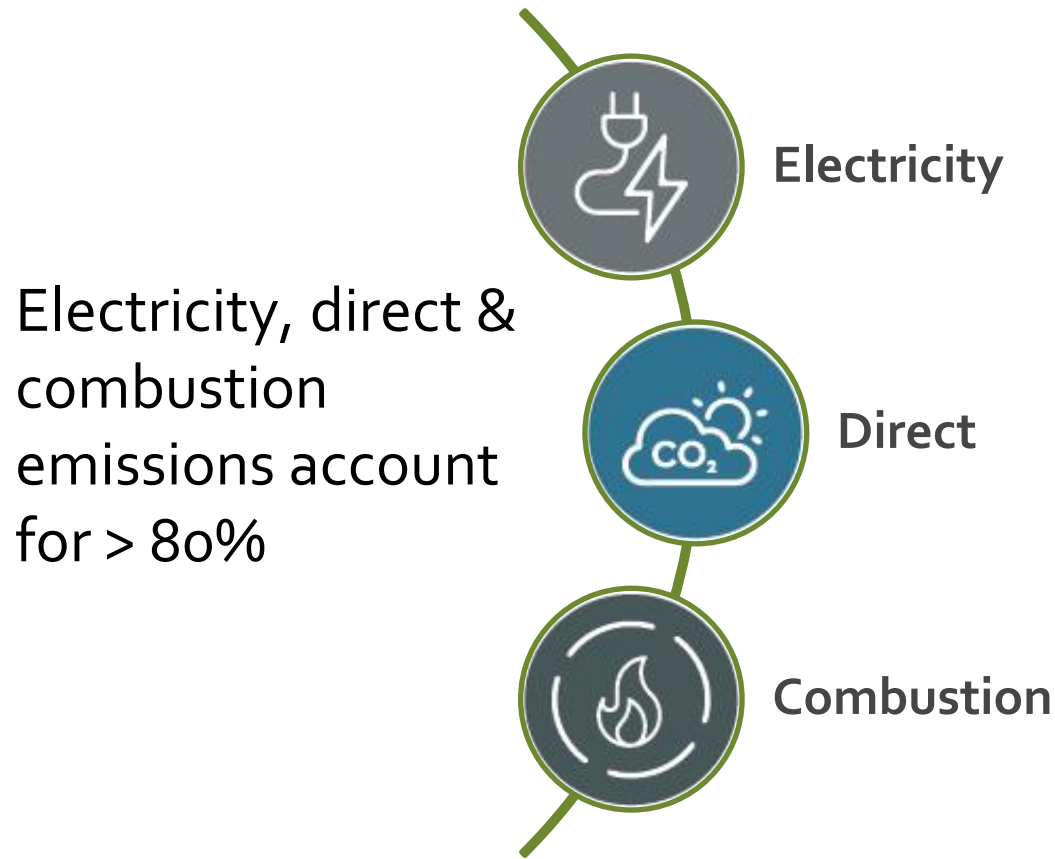 Electricity, direct &
combustion
emissions account
for > 80%
Electricity
CO₂
Direct
Combustion